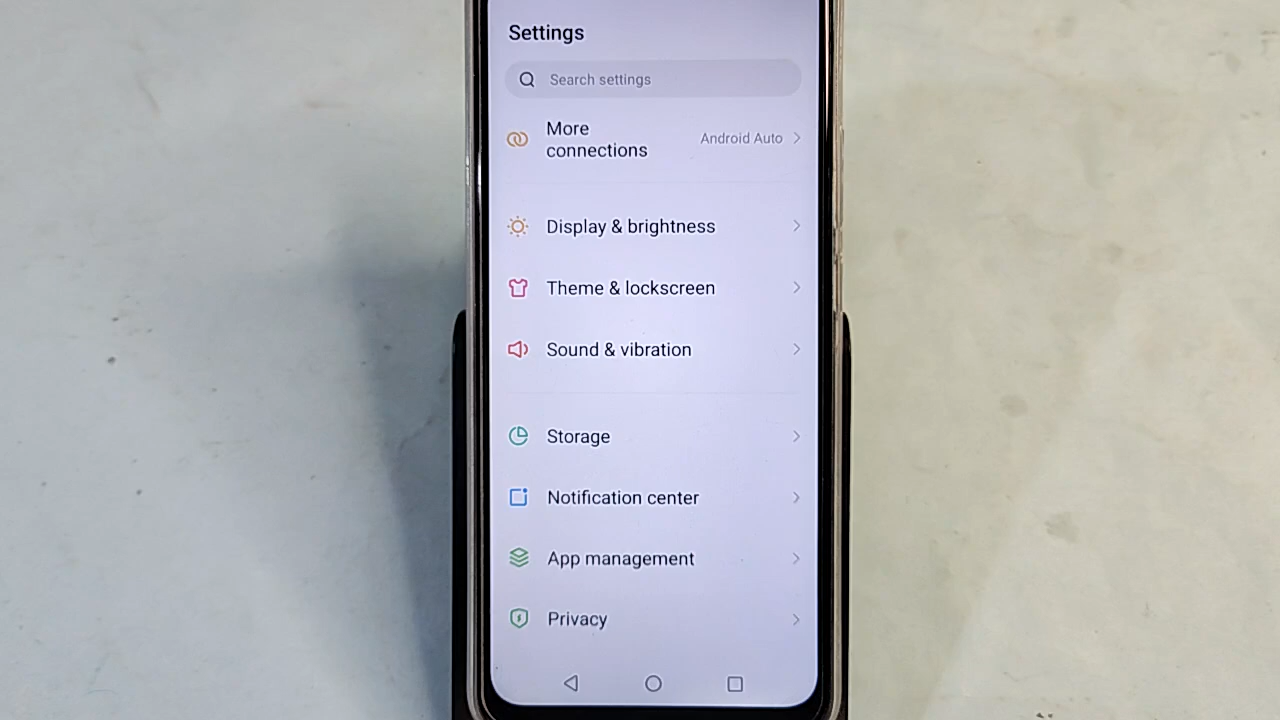 Settings
Search settings
More
connections
Android Auto
Display & brightness
Theme & lockscreen
Sound & vibration
Storage
Notification center
App management
Privacy